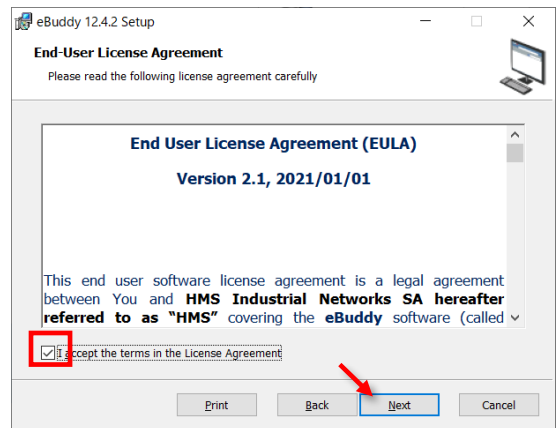 eBuddy 12.4.2 Setup
End-User License Agreement
Please read the following license agreement carefully
End User License Agreement (EULA)
Version 2.1, 2021/01/01
This end user software license agreement is a legal agreement
between You and HMS Industrial Networks SA hereafter
referred to as “HMS” covering the eBuddy software (called
I accept the terms in the License Agreement
Print Back Next Cancel